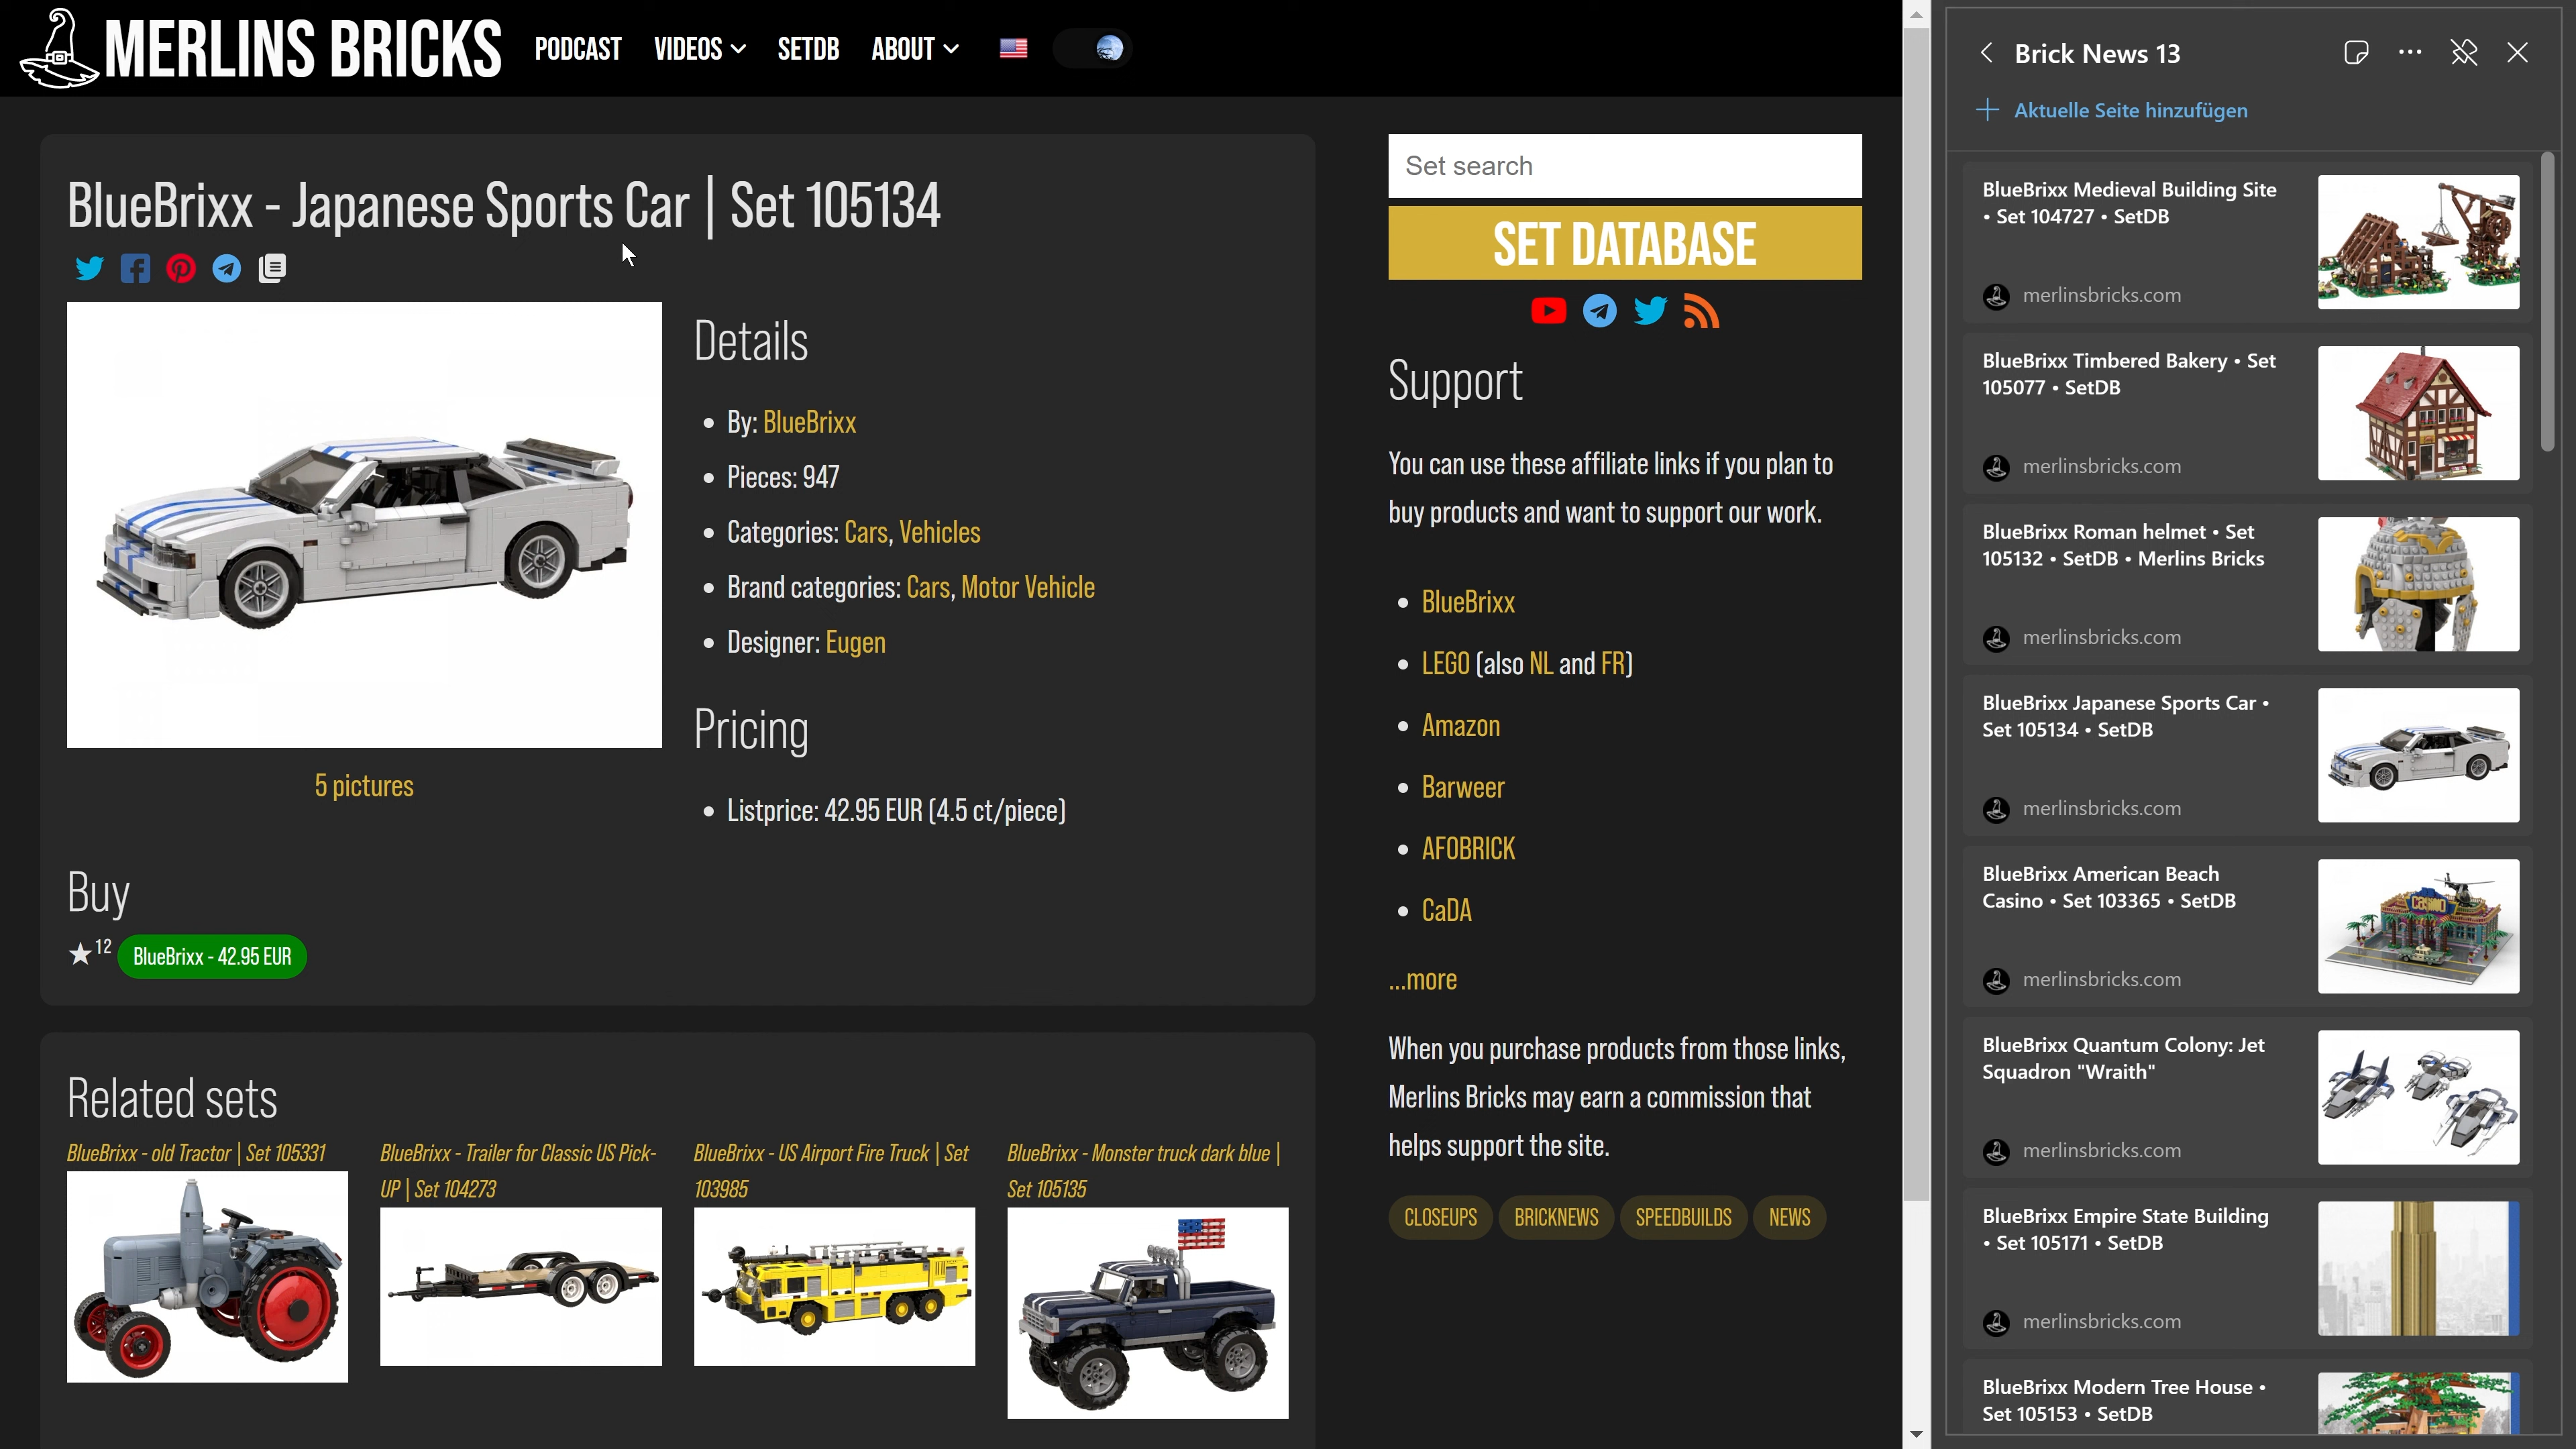 MERLINS BRICKS
PODCAST
VIDEOS
SETDB
ABOUT
BlueBrixx - Japanese Sports Car | Set 105134
Details
By: BlueBrixx
Pieces: 947
Categories: Cars, Vehicles
Brand categories: Cars, Motor Vehicle
Designer: Eugen
Pricing
Listprice: 42.95 EUR (4.5 ct/piece)
5 pictures
Buy
12
BlueBrixx - 42.95 EUR
Related sets
BlueBrixx - old Tractor | Set 105331
BlueBrixx - Trailer for Classic US Pick-
UP | Set 104273
BlueBrixx - US Airport Fire Truck | Set
103985
BlueBrixx - Monster truck dark blue |
Set 105135
Set search
SET DATABASE
Support
You can use these affiliate links if you plan to
buy products and want to support our work.
BlueBrixx
LEGO (also NL and FR)
Amazon
Barweer
AFOBRICK
CaDA
...more
When you purchase products from those links,
Merlins Bricks may earn a commission that
helps support the site.
CLOSEUPS
BRICKNEWS
SPEEDBUILDS
NEWS
Brick News 13
Aktuelle Seite hinzufügen
BlueBrixx Medieval Building Site
• Set 104727 • SetDB
merlinsbricks.com
BlueBrixx Timbered Bakery • Set
105077 • SetDB
merlinsbricks.com
BlueBrixx Roman helmet • Set
105132 • SetDB • Merlins Bricks
merlinsbricks.com
BlueBrixx Japanese Sports Car •
Set 105134 • SetDB
merlinsbricks.com
BlueBrixx American Beach
Casino • Set 103365 • SetDB
merlinsbricks.com
CASINO
BlueBrixx Quantum Colony: Jet
Squadron "Wraith"
merlinsbricks.com
BlueBrixx Empire State Building
• Set 105171 • SetDB
merlinsbricks.com
BlueBrixx Modern Tree House •
Set 105153 • SetDB